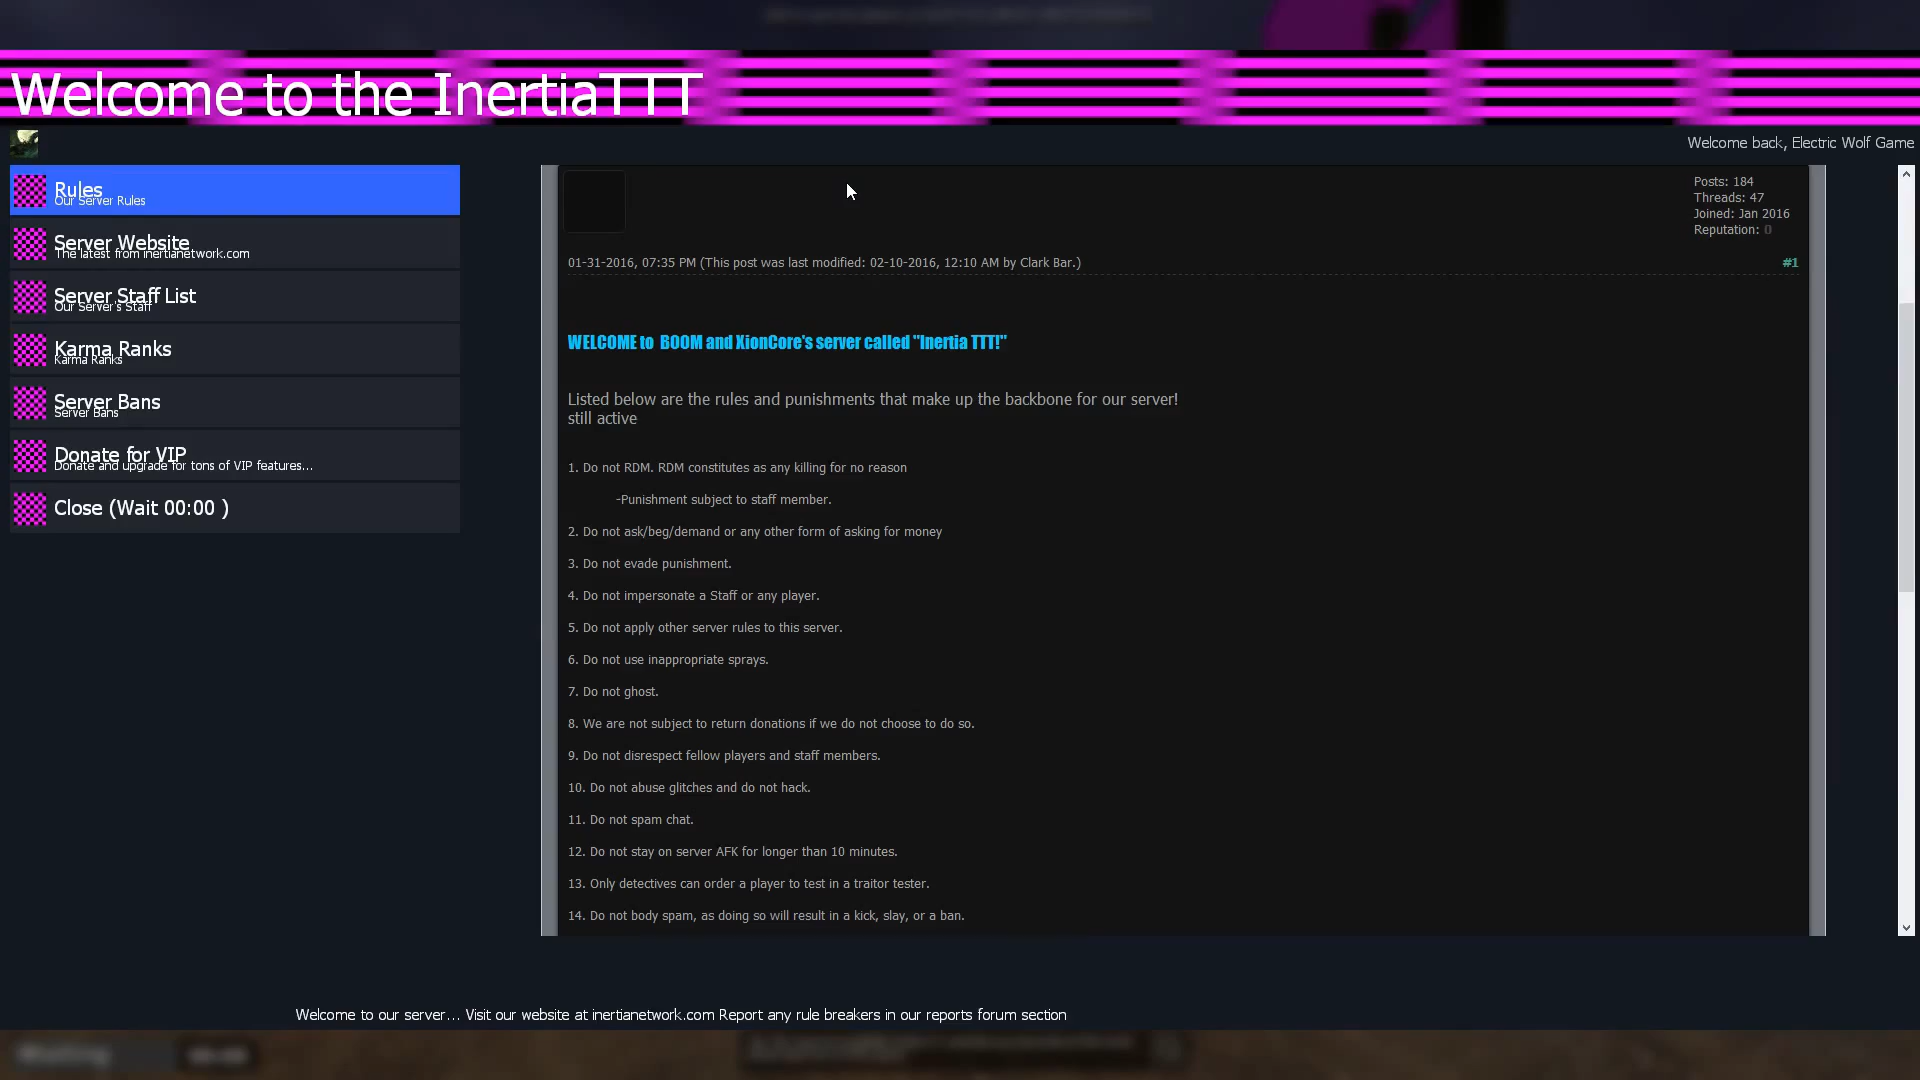 Welcome to the InertiaTTT
Welcome back, Electric Wolf Game
Rules
Our Server Rules
Server Website
The latest from inertianetwork.com
Server Staff List
Our Server's Staff
Karma Ranks
Karma Ranks
Server Bans
Server Bans
Donate for VIP
Donate and upgrade for tons of VIP features...
Close (Wait 00:00 )
Posts: 184
Threads: 47
Joined: Jan 2016
Reputation: 0
01-31-2016, 07:35 PM (This post was last modified: 02-10-2016, 12:10 AM by Clark Bar.)
#1
WELCOME to BOOM and XionCore's server called "Inertia TTT!"
Listed below are the rules and punishments that make up the backbone for our server!
still active
1. Do not RDM. RDM constitutes as any killing for no reason
-Punishment subject to staff member.
2. Do not ask/beg/demand or any other form of asking for money
3. Do not evade punishment.
4. Do not impersonate a Staff or any player.
5. Do not apply other server rules to this server.
6. Do not use inappropriate sprays.
7. Do not ghost.
8. We are not subject to return donations if we do not choose to do so.
9. Do not disrespect fellow players and staff members.
10. Do not abuse glitches and do not hack.
11. Do not spam chat.
12. Do not stay on server AFK for longer than 10 minutes.
13. Only detectives can order a player to test in a traitor tester.
14. Do not body spam, as doing so will result in a kick, slay, or a ban.
Welcome to our server... Visit our website at inertianetwork.com Report any rule breakers in our reports forum section